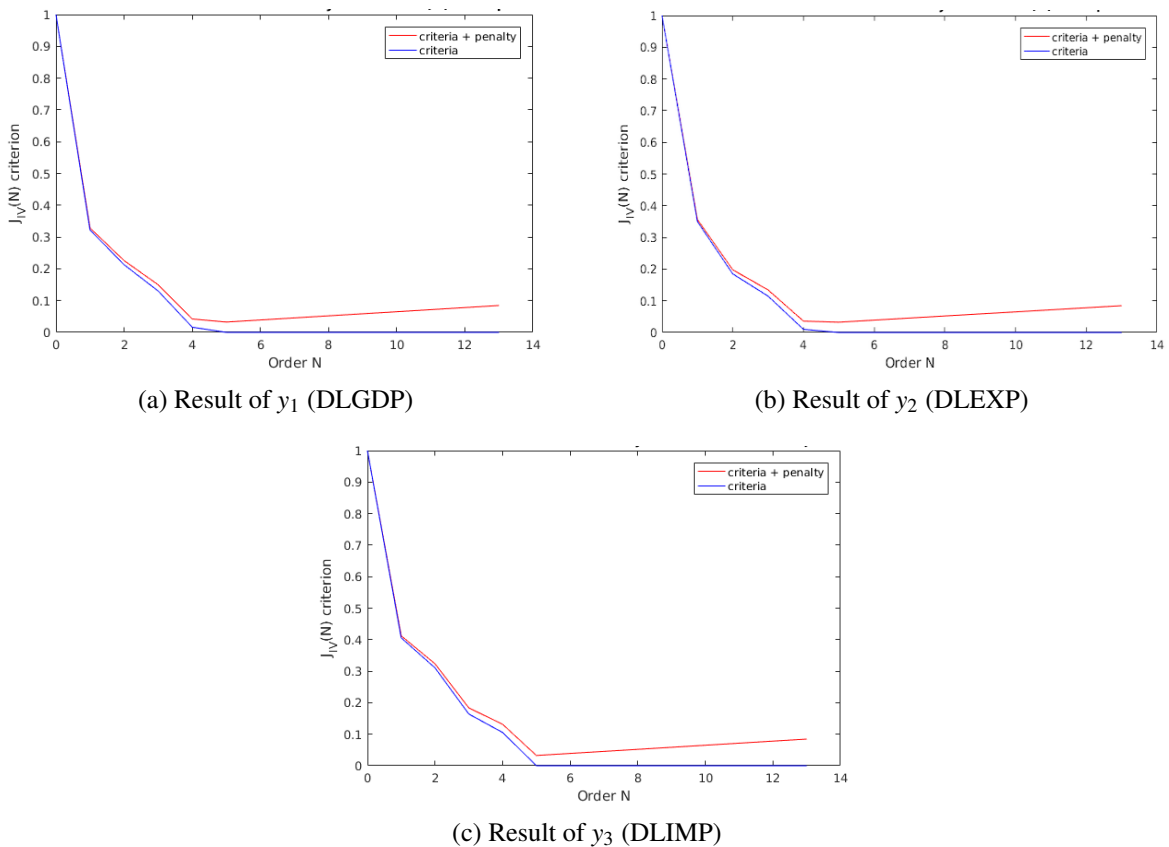 1
0.9
0.8
0.7
0.6
0.5
0.4
0.3
0.2
0.1
0
J_IV(N) criterion
criteria + penalty
criteria
0 2 4 6 8 10 12 14
Order N
(a) Result of y₁ (DLGDP)
1
0.9
0.8
0.7
0.6
0.5
0.4
0.3
0.2
0.1
0
J_IV(N) criterion
criteria + penalty
criteria
0 2 4 6 8 10 12 14
Order N
(b) Result of y₂ (DLEXP)
1
0.9
0.8
0.7
0.6
0.5
0.4
0.3
0.2
0.1
0
J_IV(N) criterion
criteria + penalty
criteria
0 2 4 6 8 10 12 14
Order N
(c) Result of y₃ (DLIMP)